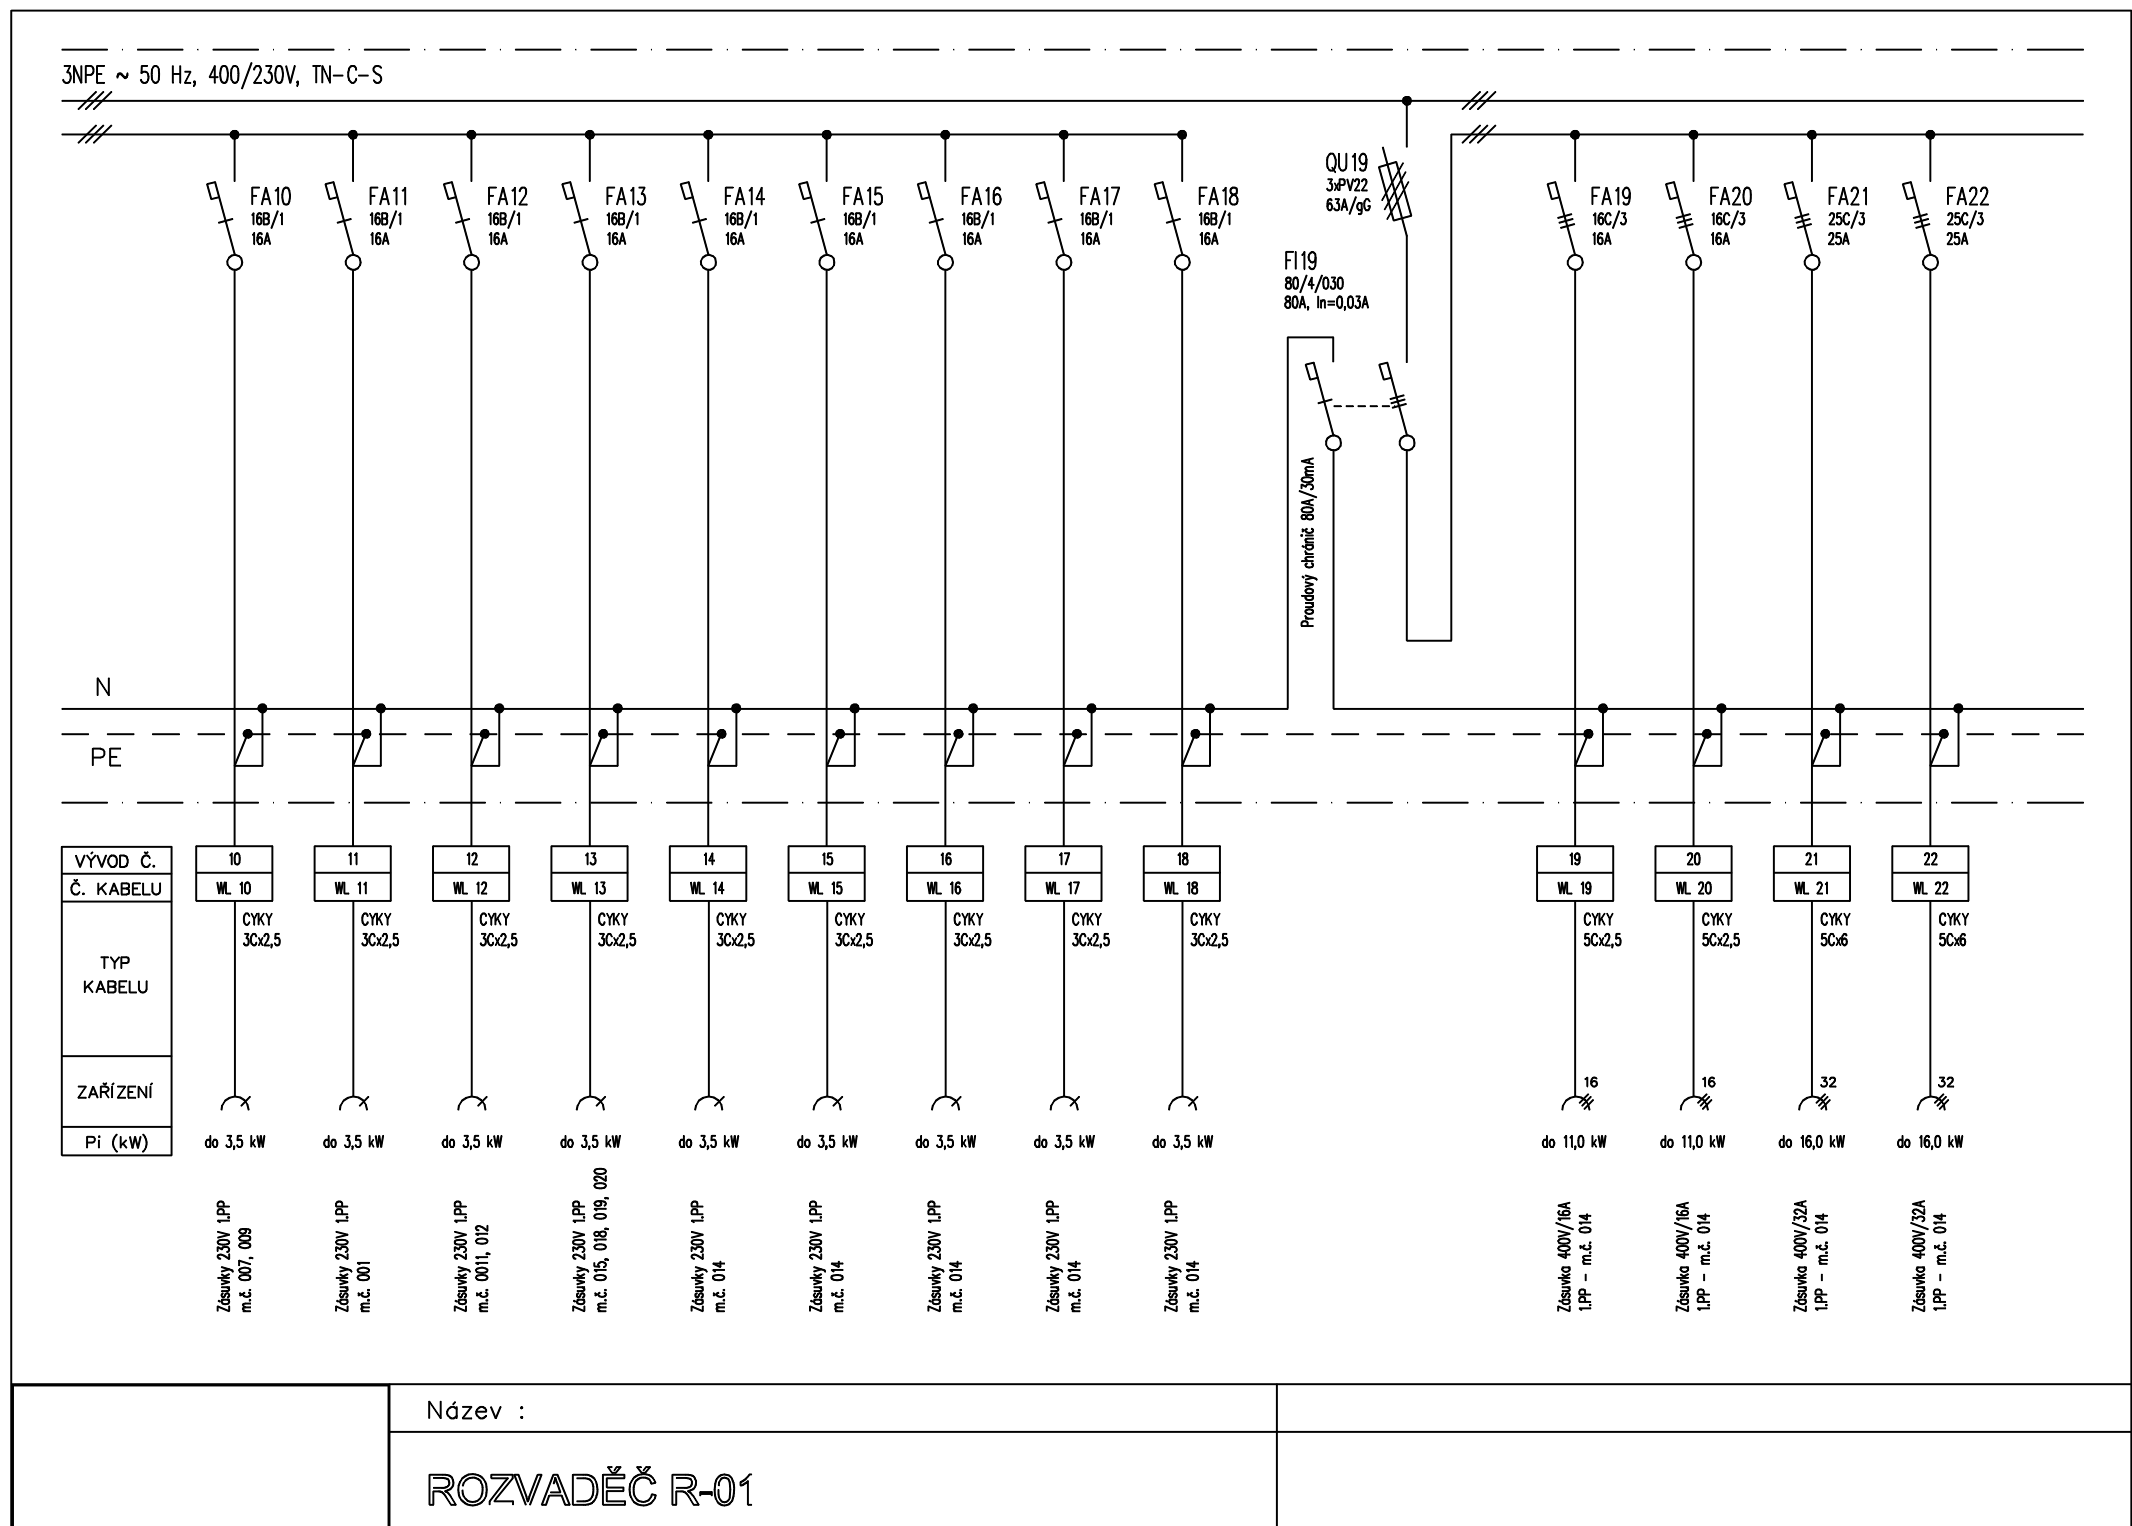 3NPE ~ 50 Hz, 400/230V, TN-C-S
FA10
16B/1
16A
FA11
16B/1
16A
FA12
16B/1
16A
FA13
16B/1
16A
FA14
16B/1
16A
FA15
16B/1
16A
FA16
16B/1
16A
FA17
16B/1
16A
FA18
16B/1
16A
QU19
3xPV22
63A/gG
FI19
80/4/030
80A, In=0,03A
Proudový chránič 80A/30mA
FA19
16C/3
16A
FA20
16C/3
16A
FA21
25C/3
25A
FA22
25C/3
25A
N
PE
VÝVOD Č.
10
11
12
13
14
15
16
17
18
19
20
21
22
Č. KABELU
WL 10
WL 11
WL 12
WL 13
WL 14
WL 15
WL 16
WL 17
WL 18
WL 19
WL 20
WL 21
WL 22
TYP
KABELU
CYKY
3Cx2,5
CYKY
3Cx2,5
CYKY
3Cx2,5
CYKY
3Cx2,5
CYKY
3Cx2,5
CYKY
3Cx2,5
CYKY
3Cx2,5
CYKY
3Cx2,5
CYKY
3Cx2,5
CYKY
5Cx2,5
CYKY
5Cx2,5
CYKY
5Cx6
CYKY
5Cx6
ZAŘÍZENÍ
16
16
32
32
Pi (kW)
do 3,5 kW
do 3,5 kW
do 3,5 kW
do 3,5 kW
do 3,5 kW
do 3,5 kW
do 3,5 kW
do 3,5 kW
do 3,5 kW
do 11,0 kW
do 11,0 kW
do 16,0 kW
do 16,0 kW
Zásuvky 230V 1.PP
m.č. 007, 009
Zásuvky 230V 1.PP
m.č. 001
Zásuvky 230V 1.PP
m.č. 0011, 012
Zásuvky 230V 1.PP
m.č. 015, 018, 019, 020
Zásuvky 230V 1.PP
m.č. 014
Zásuvky 230V 1.PP
m.č. 014
Zásuvky 230V 1.PP
m.č. 014
Zásuvky 230V 1.PP
m.č. 014
Zásuvky 230V 1.PP
m.č. 014
Zásuvka 400V/16A
1.PP - m.č. 014
Zásuvka 400V/16A
1.PP - m.č. 014
Zásuvka 400V/32A
1.PP - m.č. 014
Zásuvka 400V/32A
1.PP - m.č. 014
Název :
ROZVADĚČ R-01